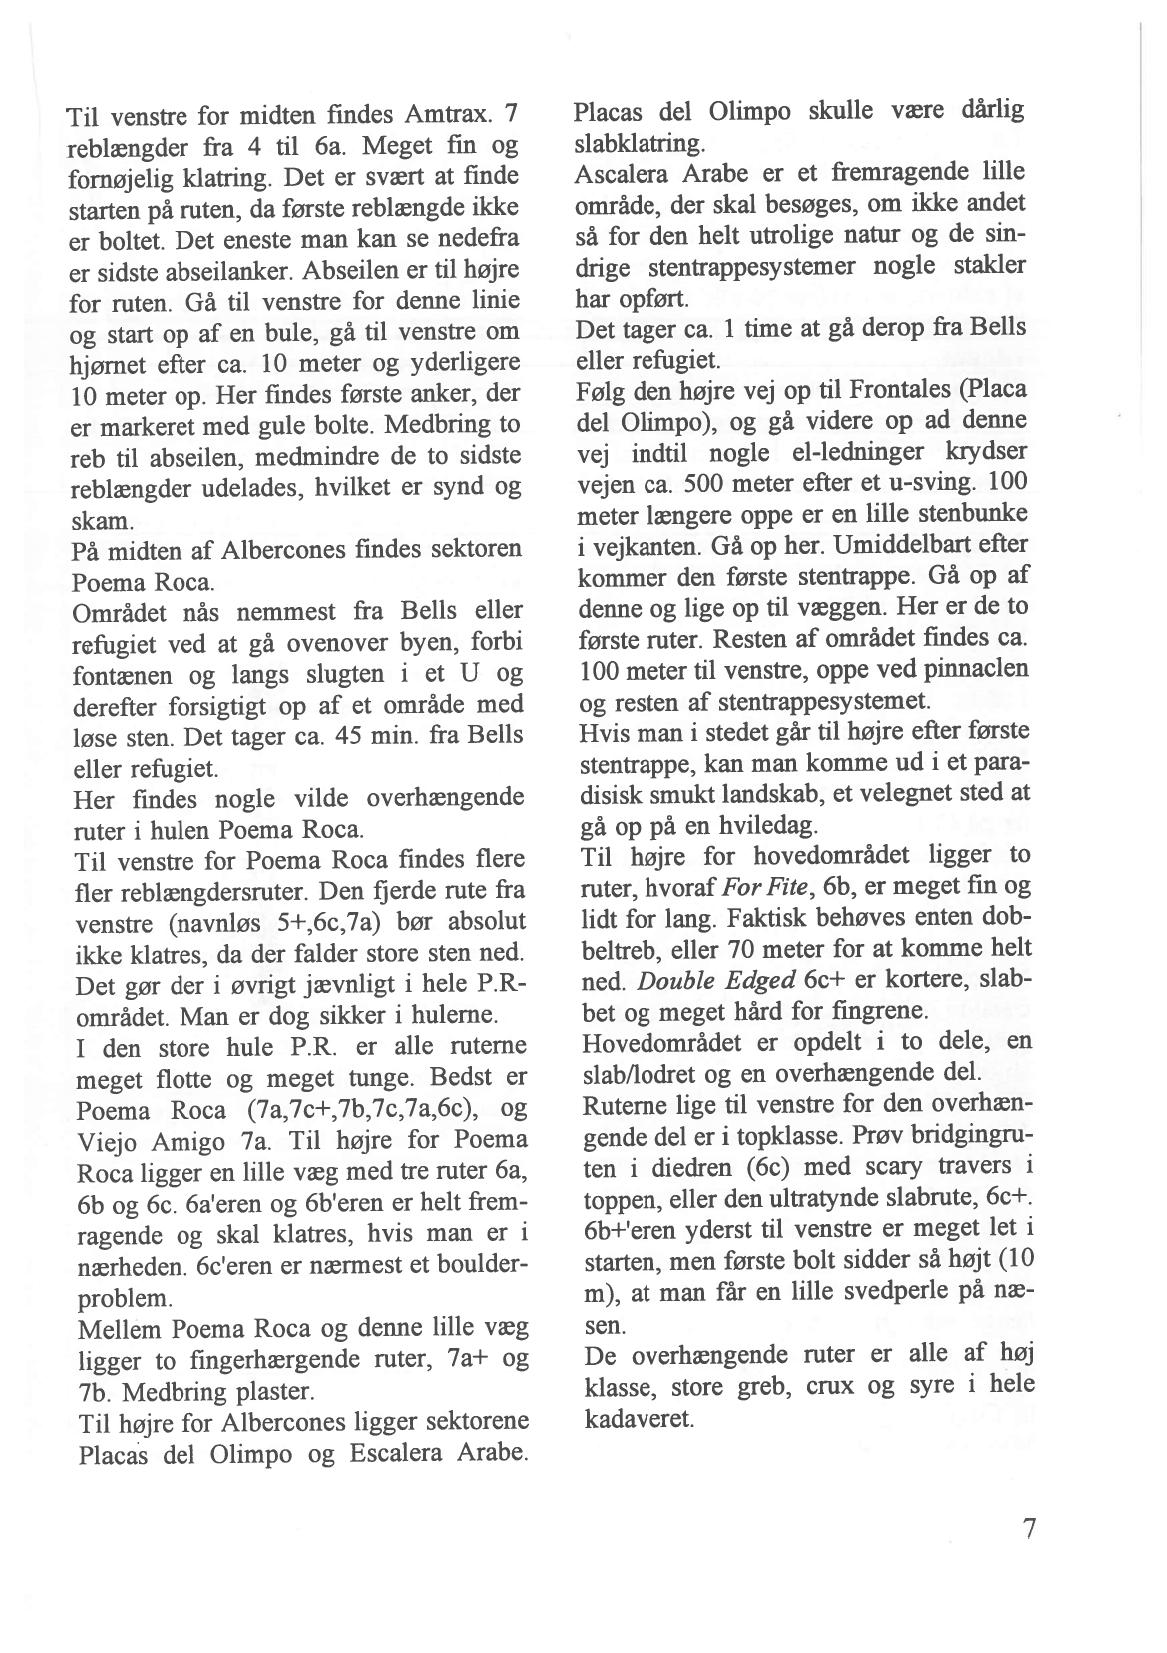 Til venstre for midten findes Amtrax. 7
reblængder fra 4 til 6a. Meget fin og
fornøjelig klatring. Det er svært at finde
starten på ruten, da første reblængde ikke
er boltet. Det eneste man kan se nedefra
er sidste abseilanker. Abseilen er til højre
for ruten. Gå til venstre for denne linie
og start op af en bule, gå til venstre om
hjørnet efter ca. 10 meter og yderligere
10 meter op. Her findes første anker, der
er markeret med gule bolte. Medbring to
reb til abseilen, medmindre de to sidste
reblængder udelades, hvilket er synd og
skam.
På midten af Albercones findes sektoren
Poema Roca.
Området nås nemmest fra Bells eller
refugiet ved at gå ovenover byen, forbi
fontænen og langs slugten i et U og
derefter forsigtigt op af et område med
løse sten. Det tager ca. 45 min. fra Bells
eller refugiet.
Her findes nogle vilde overhængende
ruter i hulen Poema Roca.
Til venstre for Poema Roca findes flere
fler reblængdersruter. Den fjerde rute fra
venstre (navnløs 5+,6c,7a) bør absolut
ikke klatres, da der falder store sten ned.
Det gør der i øvrigt jævnligt i hele P.R-
området. Man er dog sikker i hulerne.
I den store hule P.R. er alle ruterne
meget flotte og meget tunge. Bedst er
Poema Roca (7a,7c+,7b,7c,7a,6c), og
Viejo Amigo 7a. Til højre for Poema
Roca ligger en lille væg med tre ruter 6a,
6b og 6c. 6a'eren og 6b'eren er helt frem-
ragende og skal klatres, hvis man er i
nærheden. 6c'eren er nærmest et boulder-
problem.
Mellem Poema Roca og denne lille væg
ligger to fingerhærgende ruter, 7a+ og
7b. Medbring plaster.
Til højre for Albercones ligger sektorene
Placas del Olimpo og Escalera Arabe.
Placas del Olimpo skulle være dårlig
slabklatring.
Ascalera Arabe er et fremragende lille
område, der skal besøges, om ikke andet
så for den helt utrolige natur og de sin-
drige stentrappesystemer nogle stakler
har opført.
Det tager ca. 1 time at gå derop fra Bells
eller refugiet.
Følg den højre vej op til Frontales (Placa
del Olimpo), og gå videre op ad denne
vej indtil nogle el-ledninger krydser
vejen ca. 500 meter efter et u-sving. 100
meter længere oppe er en lille stenbunke
i vejkanten. Gå op her. Umiddelbart efter
kommer den første stentrappe. Gå op af
denne og lige op til væggen. Her er de to
første ruter. Resten af området findes ca.
100 meter til venstre, oppe ved pinnaclen
og resten af stentrappesystemet.
Hvis man i stedet går til højre efter første
stentrappe, kan man komme ud i et para-
disisk smukt landskab, et velegnet sted at
gå op på en hviledag.
Til højre for hovedområdet ligger to
ruter, hvoraf For Fite, 6b, er meget fin og
lidt for lang. Faktisk behøves enten dob-
beltreb, eller 70 meter for at komme helt
ned. Double Edged 6c+ er kortere, slab-
bet og meget hård for fingrene.
Hovedområdet er opdelt i to dele, en
slab/lodret og en overhængende del.
Ruterne lige til venstre for den overhæn-
gende del er i topklasse. Prøv bridgingru-
ten i diedren (6c) med scary travers i
toppen, eller den ultratynde slabrute, 6c+.
6b+'eren yderst til venstre er meget let i
starten, men første bolt sidder så højt (10
m), at man får en lille svedperle på næ-
sen.
De overhængende ruter er alle af høj
klasse, store greb, crux og syre i hele
kadaveret.
7